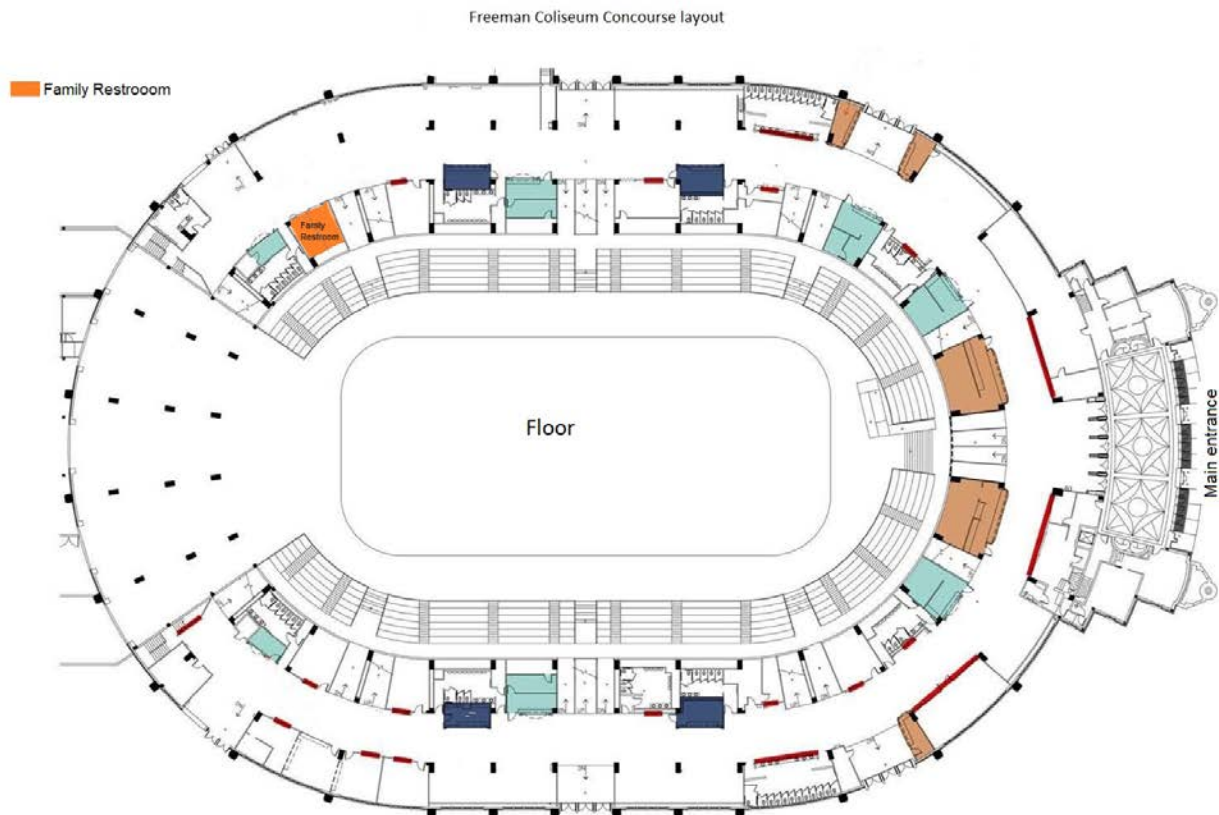 Freeman Coliseum Concourse layout
Family Restrooom
Family
Restroom
Floor
Main entrance